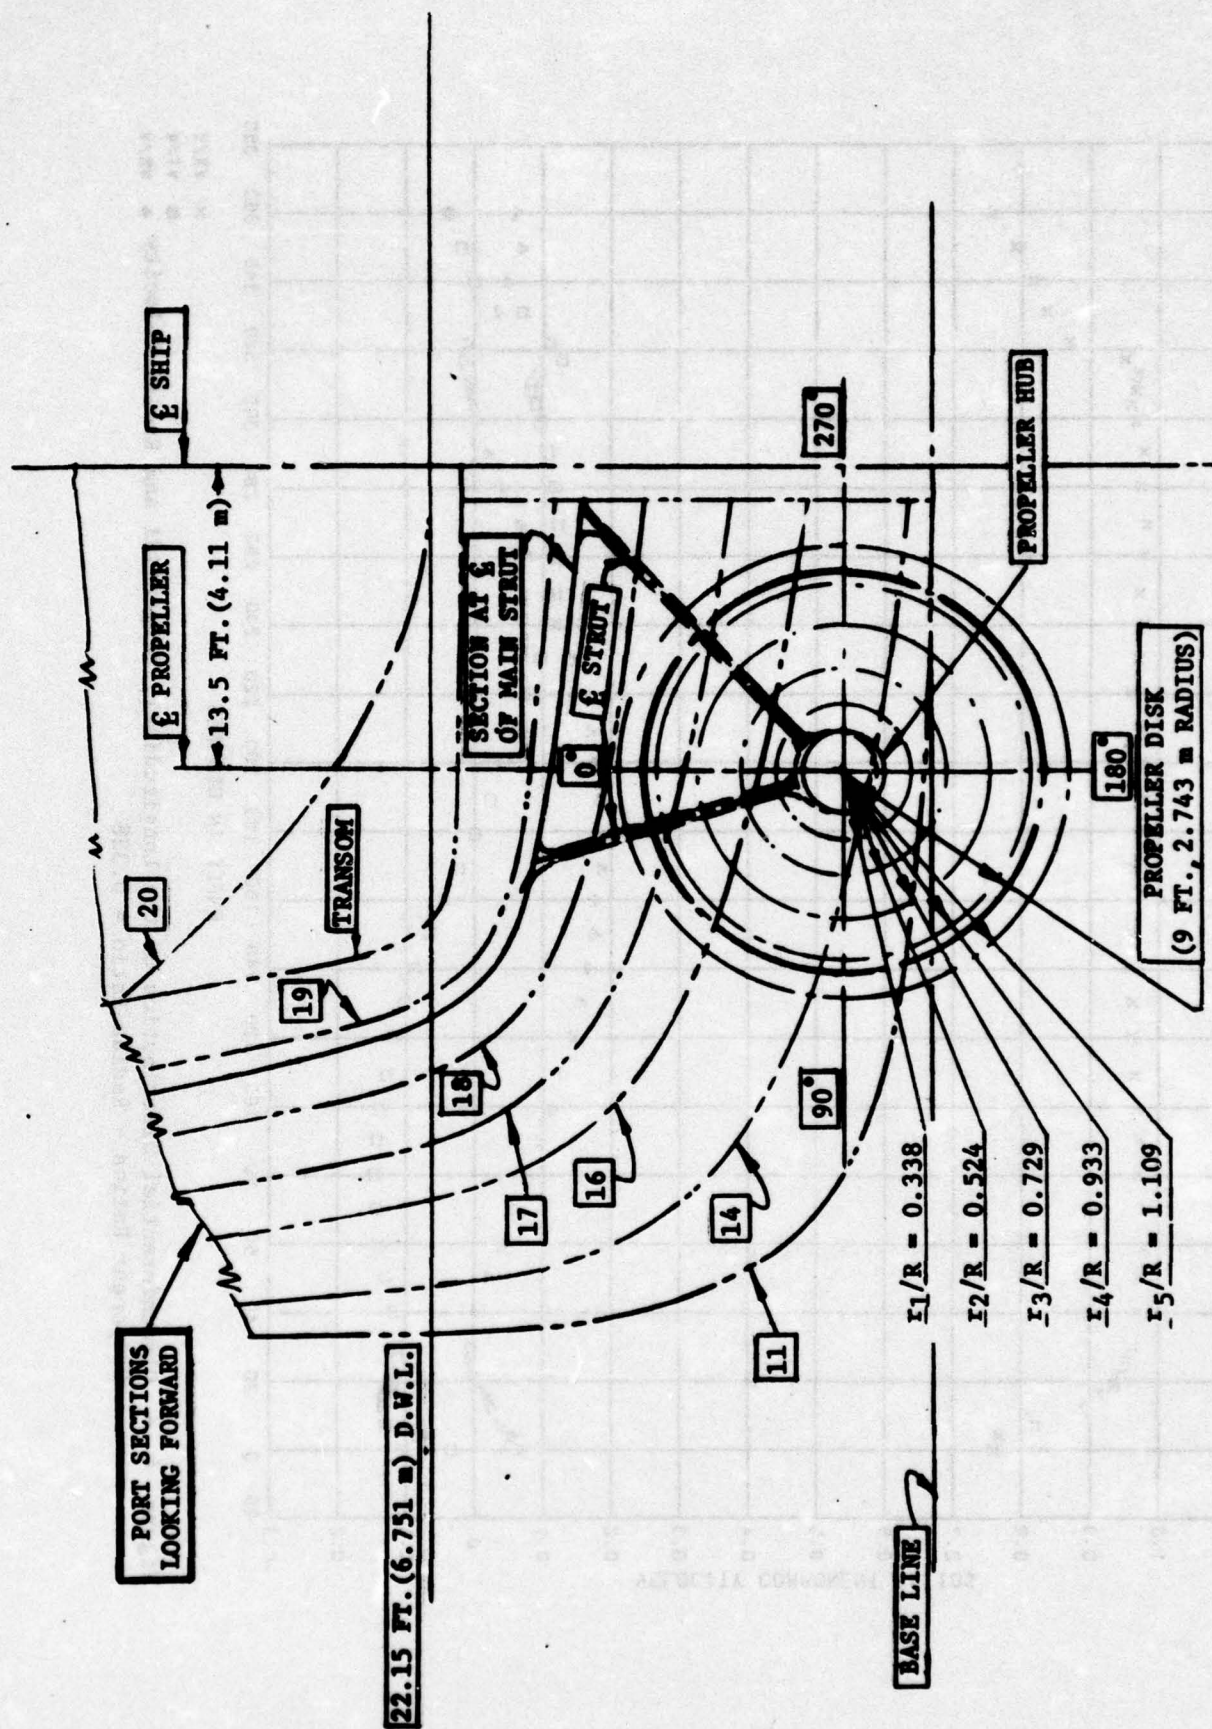 PORT SECTIONS
LOOKING FORWARD
20
TRANSOM
19
18
17
16
14
11
£ PROPELLER
£ SHIP
13.5 FT.(4.11 m)
22.15 FT.(6.751 m) D.W.L.
SECTION AT £
OF MAIN STRUT
£ STRUT
0°
90°
270°
180°
PROPELLER HUB
PROPELLER DISK
(9 FT., 2.743 m RADIUS)
BASE LINE
r1/R = 0.338
r2/R = 0.524
r3/R = 0.729
r4/R = 0.933
r5/R = 1.109